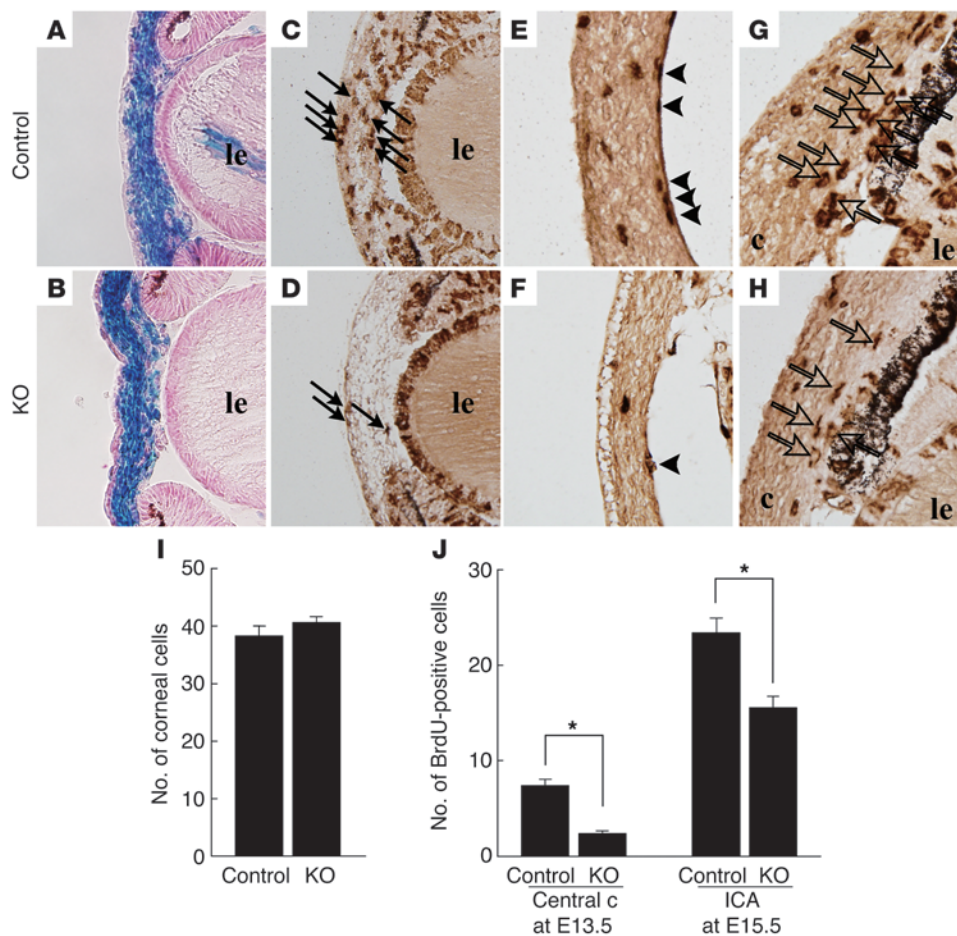 A
C
E
G
Control
le
le
c
le
B
D
F
H
KO
le
le
c
le
I
J
No. of corneal cells
50
40
30
20
10
0
Control KO
No. of BrdU-positive cells
30
20
10
0
*
*
Control KO
Control KO
Central c
at E13.5
ICA
at E15.5